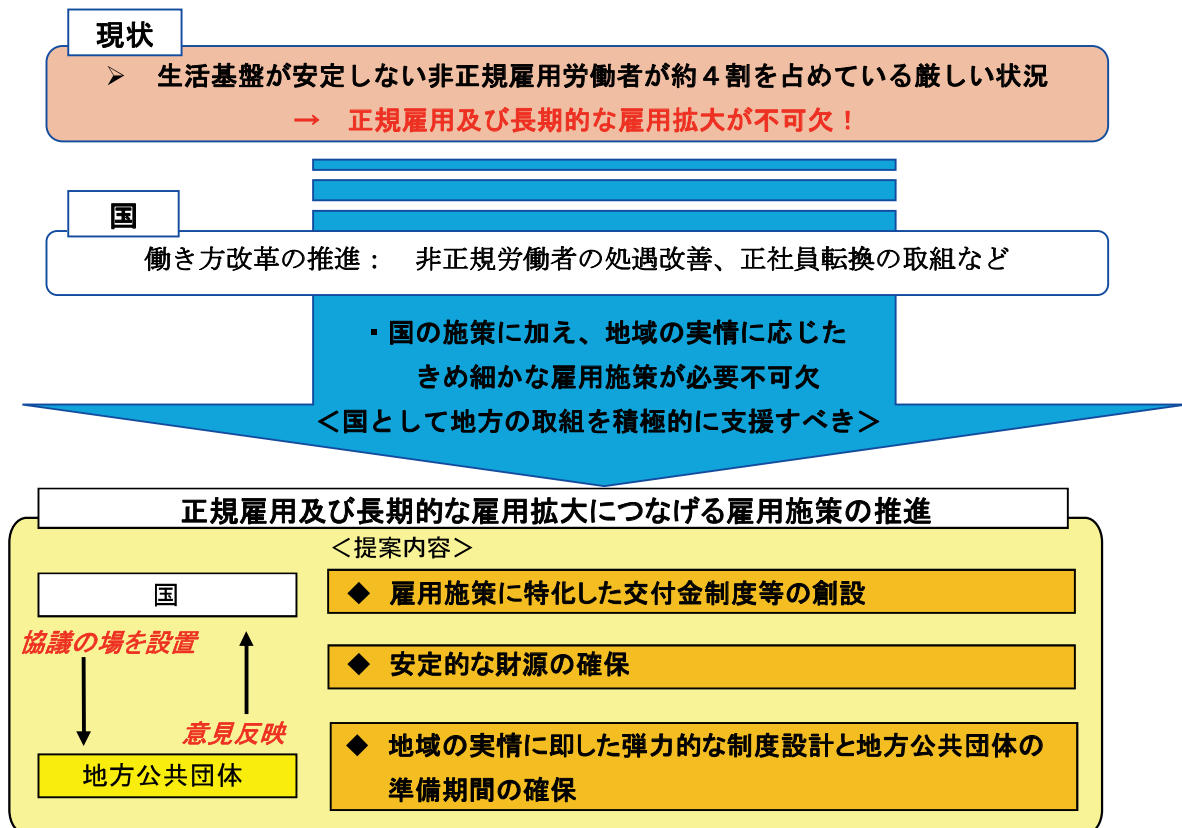 現状
➢ 生活基盤が安定しない非正規雇用労働者が約４割を占めている厳しい状況
→ 正規雇用及び長期的な雇用拡大が不可欠！
国
働き方改革の推進： 非正規労働者の処遇改善、正社員転換の取組など
・国の施策に加え、地域の実情に応じた
きめ細かな雇用施策が必要不可欠
＜国として地方の取組を積極的に支援すべき＞
正規雇用及び長期的な雇用拡大につなげる雇用施策の推進
＜提案内容＞
国
協議の場を設置
意見反映
地方公共団体
◆ 雇用施策に特化した交付金制度等の創設
◆ 安定的な財源の確保
◆ 地域の実情に即した弾力的な制度設計と地方公共団体の
準備期間の確保